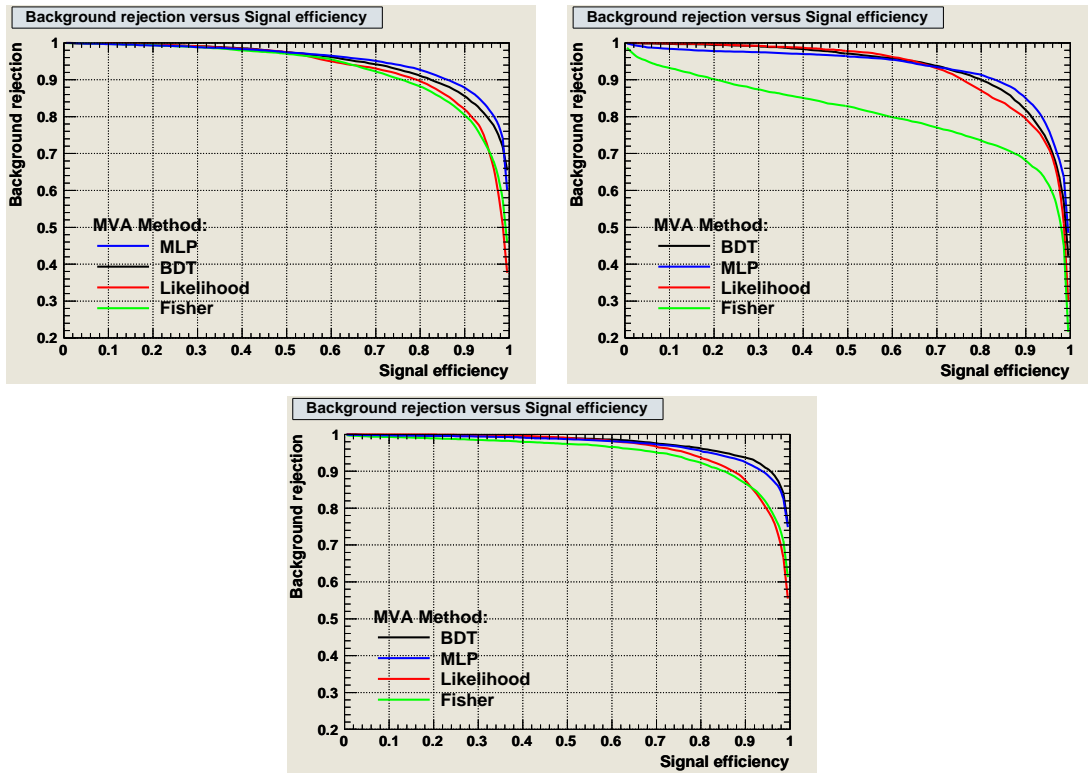 Background rejection versus Signal efficiency
Background rejection
1
0.9
0.8
0.7
0.6
0.5
0.4
0.3
0.2
MVA Method:
MLP
BDT
Likelihood
Fisher
0 0.1 0.2 0.3 0.4 0.5 0.6 0.7 0.8 0.9 1
Signal efficiency
Background rejection versus Signal efficiency
Background rejection
1
0.9
0.8
0.7
0.6
0.5
0.4
0.3
0.2
MVA Method:
BDT
MLP
Likelihood
Fisher
0 0.1 0.2 0.3 0.4 0.5 0.6 0.7 0.8 0.9 1
Signal efficiency
Background rejection versus Signal efficiency
Background rejection
1
0.9
0.8
0.7
0.6
0.5
0.4
0.3
0.2
MVA Method:
BDT
MLP
Likelihood
Fisher
0 0.1 0.2 0.3 0.4 0.5 0.6 0.7 0.8 0.9 1
Signal efficiency